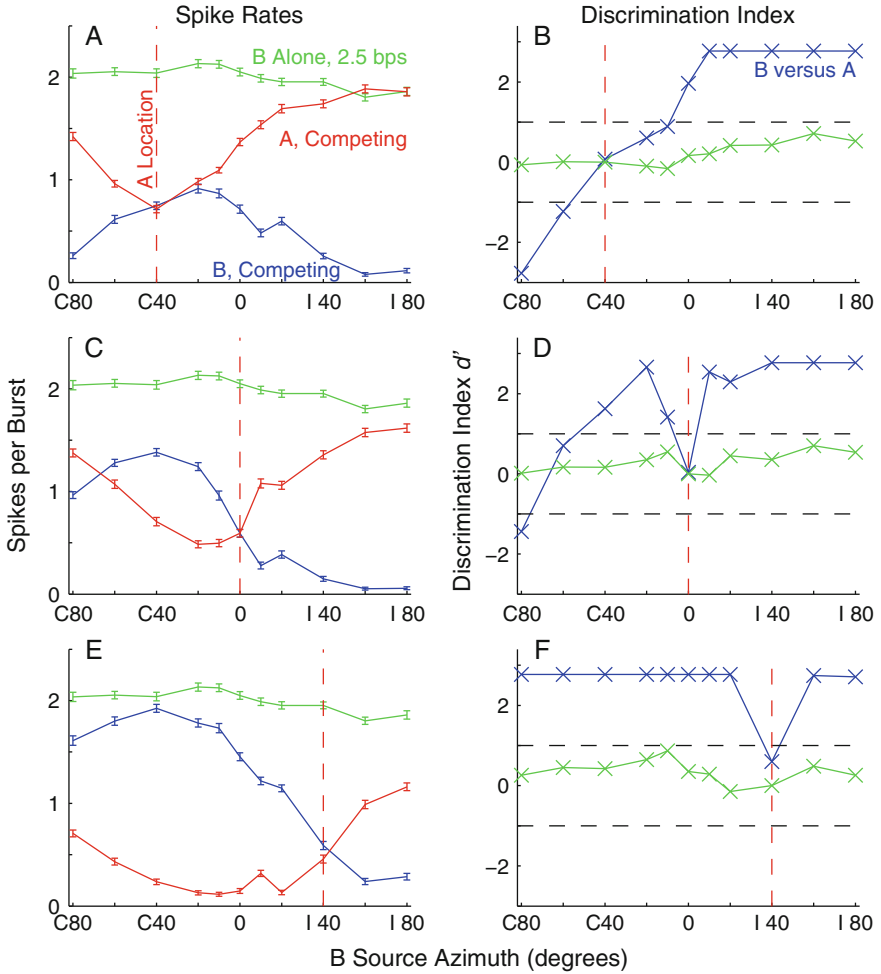 Spike Rates
Discrimination Index
A
B Alone, 2.5 bps
A Location
A, Competing
B, Competing
2
1
0
C80
C40
0
I 40
I 80
B
B versus A
2
0
−2
C80
C40
0
I 40
I 80
Spikes per Burst
C
2
1
0
C80
C40
0
I 40
I 80
Discrimination Index d'
D
2
0
−2
C80
C40
0
I 40
I 80
E
2
1
0
C80
C40
0
I 40
I 80
F
2
0
−2
C80
C40
0
I 40
I 80
B Source Azimuth (degrees)